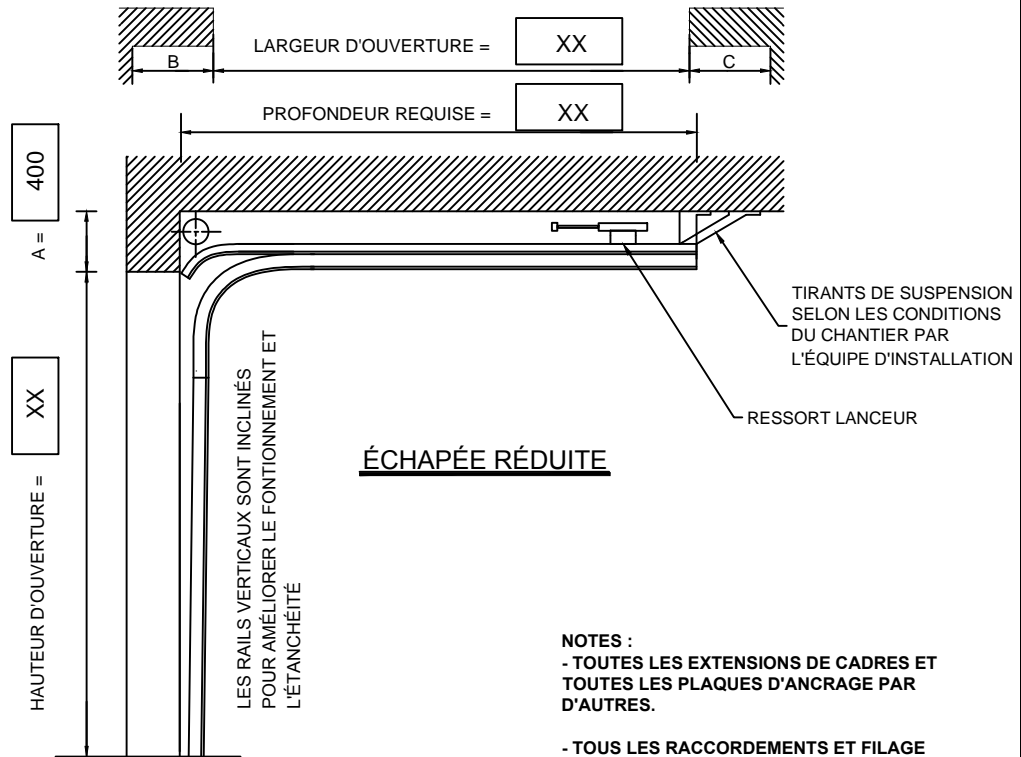 LARGEUR D'OUVERTURE = XX
B
C
PROFONDEUR REQUISE = XX
A = 400
HAUTEUR D'OUVERTURE = XX
LES RAILS VERTICAUX SONT INCLINÉS
POUR AMÉLIORER LE FONTIONNEMENT ET
L'ÉTANCHÉITÉ
TIRANTS DE SUSPENSION
SELON LES CONDITIONS
DU CHANTIER PAR
L'ÉQUIPE D'INSTALLATION
RESSORT LANCEUR
ÉCHAPÉE RÉDUITE
NOTES :
- TOUTES LES EXTENSIONS DE CADRES ET
TOUTES LES PLAQUES D'ANCRAGE PAR
D'AUTRES.
- TOUS LES RACCORDEMENTS ET FILAGE